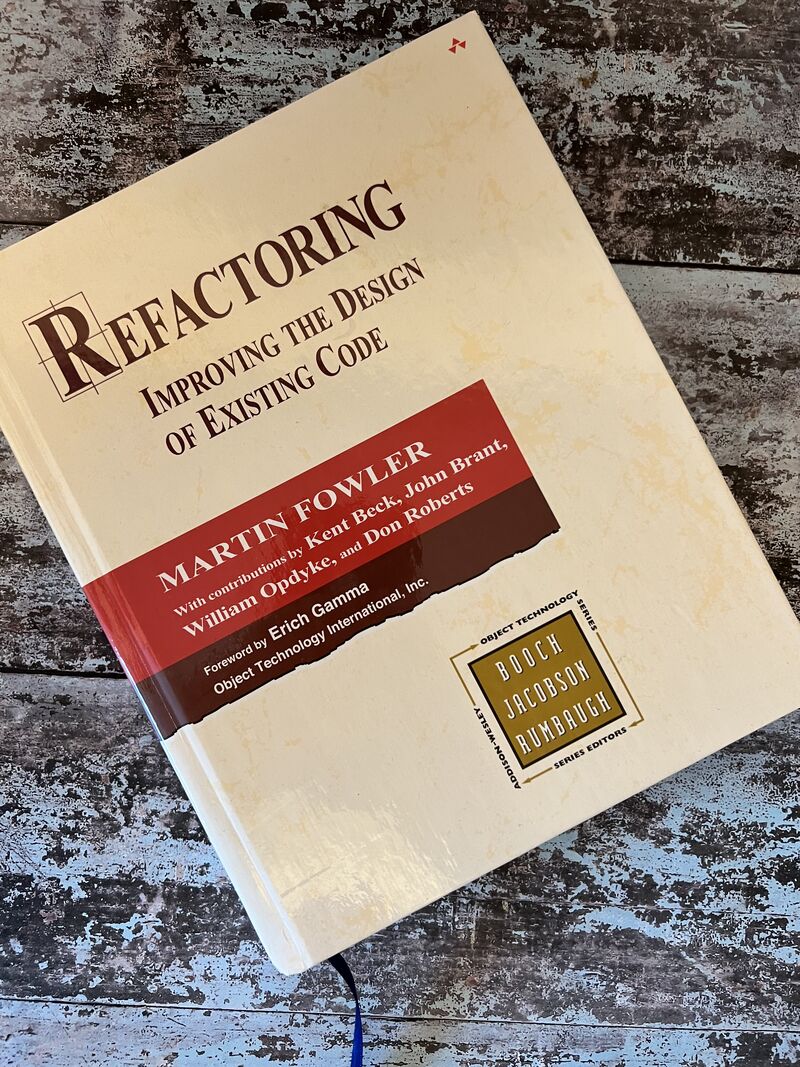 REFACTORING
IMPROVING THE DESIGN
OF EXISTING CODE
MARTIN FOWLER
With contributions by Kent Beck, John Brant,
William Opdyke, and Don Roberts
Foreword by Erich Gamma
Object Technology International, Inc.
OBJECT TECHNOLOGY
SERIES
BOOCH
JACOBSON
RUMBAUGH
ADDISON-WESLEY
SERIES EDITORS